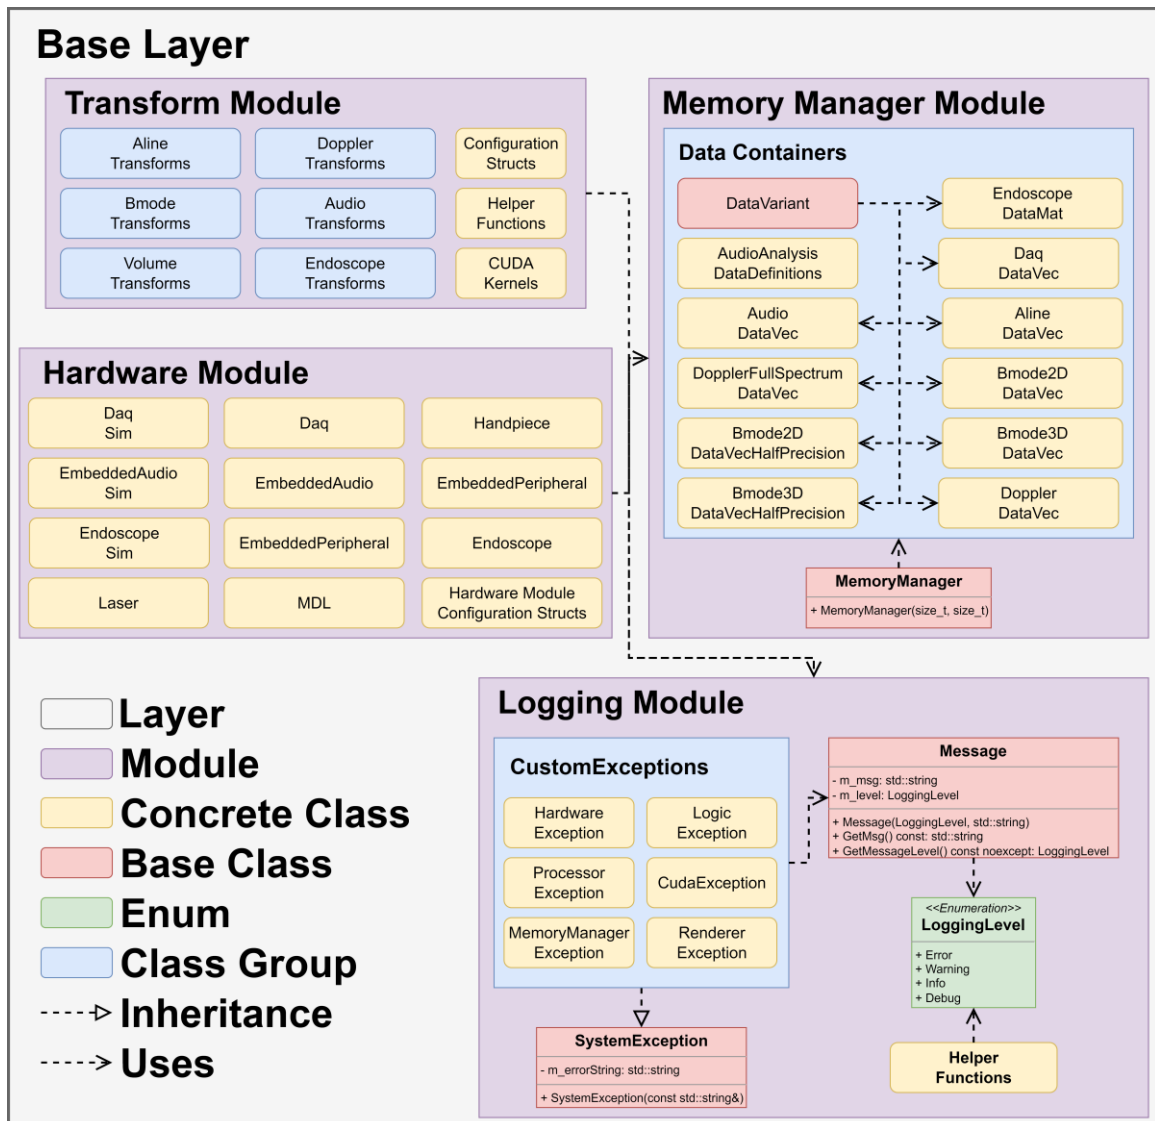 Base Layer
Transform Module
Aline
Transforms
Doppler
Transforms
Configuration
Structs
Bmode
Transforms
Audio
Transforms
Helper
Functions
Volume
Transforms
Endoscope
Transforms
CUDA
Kernels
Hardware Module
Daq
Sim
Daq
Handpiece
EmbeddedAudio
Sim
EmbeddedAudio
EmbeddedPeripheral
Endoscope
Sim
EmbeddedPeripheral
Endoscope
Laser
MDL
Hardware Module
Configuration Structs
Memory Manager Module
Data Containers
DataVariant
Endoscope
DataMat
AudioAnalysis
DataDefinitions
Daq
DataVec
Audio
DataVec
Aline
DataVec
DopplerFullSpectrum
DataVec
Bmode2D
DataVec
Bmode2D
DataVecHalfPrecision
Bmode3D
DataVec
Bmode3D
DataVecHalfPrecision
Doppler
DataVec
MemoryManager
+ MemoryManager(size_t, size_t)
Layer
Module
Concrete Class
Base Class
Enum
Class Group
Inheritance
Uses
Logging Module
CustomExceptions
Hardware
Exception
Logic
Exception
Processor
Exception
CudaException
MemoryManager
Exception
Renderer
Exception
SystemException
- m_errorString: std::string
+ SystemException(const std::string&)
Message
- m_msg: std::string
- m_level: LoggingLevel
+ Message(LoggingLevel, std::string)
+ GetMsg() const: std::string
+ GetMessageLevel() const noexcept: LoggingLevel
<<Enumeration>>
LoggingLevel
+ Error
+ Warning
+ Info
+ Debug
Helper
Functions